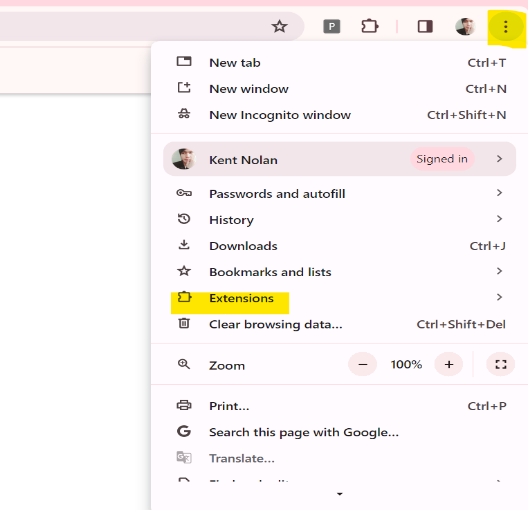 P
New tab Ctrl+T
New window Ctrl+N
New Incognito window Ctrl+Shift+N
Kent Nolan Signed in
Passwords and autofill
History
Downloads Ctrl+J
Bookmarks and lists
Extensions
Clear browsing data... Ctrl+Shift+Del
Zoom − 100% +
Print... Ctrl+P
G Search this page with Google...
Translate...